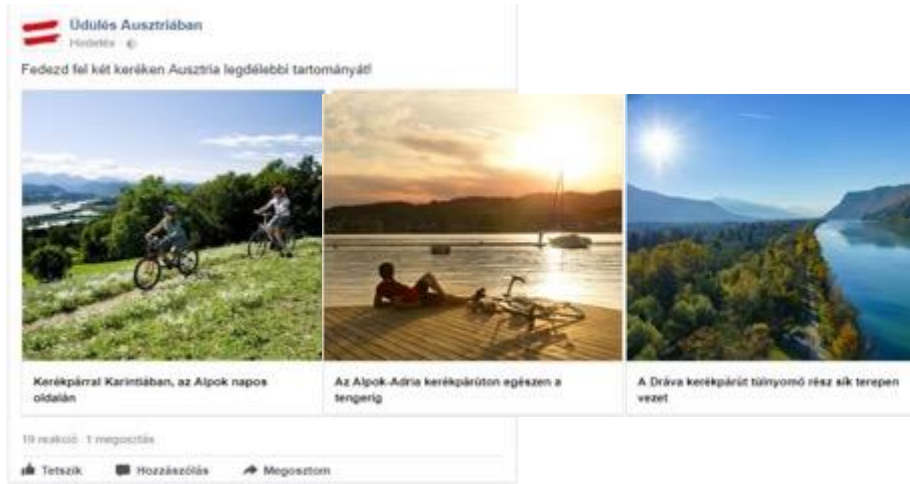 Üdülés Ausztriában
Hirdetés
Fedezd fel két keréken Ausztria legdélebbi tartományát!
Kerékpárral Karintiában, az Alpok napos
oldalán
Az Alpok-Adria kerékpárúton egészen a
tengerig
A Dráva kerékpárút túlnyomó rész sík terepen
vezet
19 reakció 1 megosztás
Tetszik Hozzászólás Megosztom